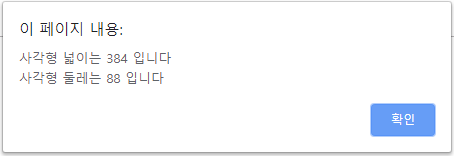 이 페이지 내용:
사각형 넓이는 384 입니다
사각형 둘레는 88 입니다
확인